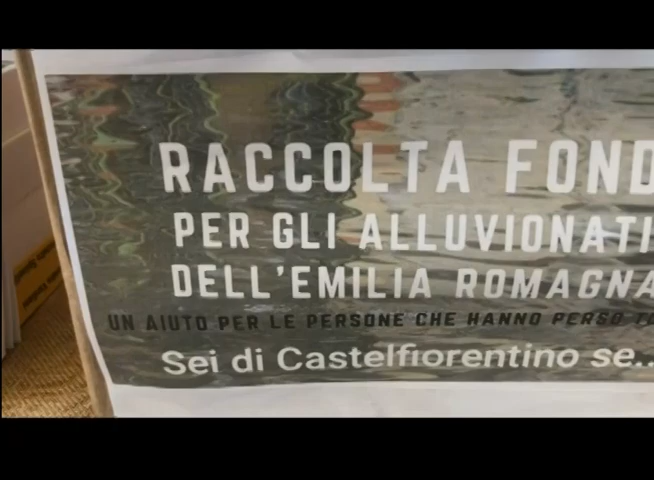 RACCOLTA FOND
PER GLI ALLUVIONATI
DELL'EMILIA ROMAGNA
UN AIUTO PER LE PERSONE CHE HANNO PERSO T
Sei di Castelfiorentino se..